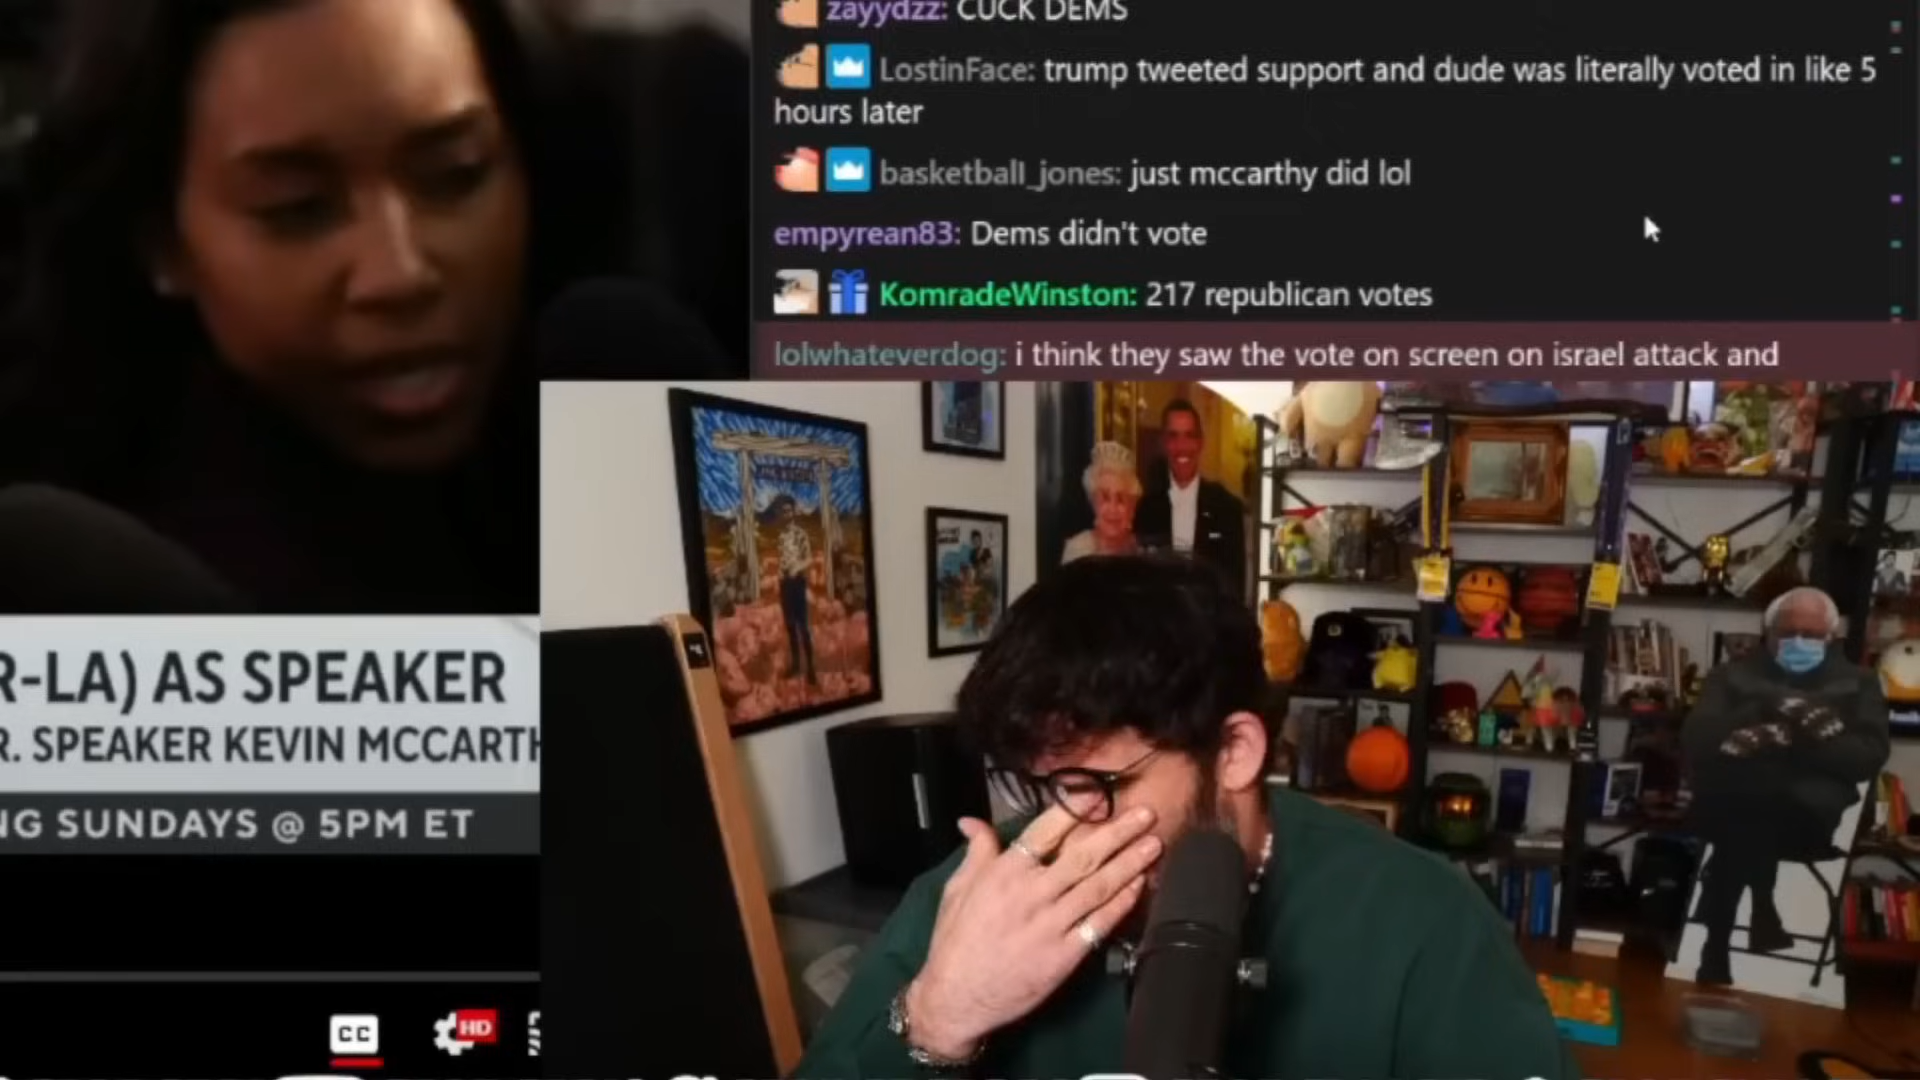 zayydzz: CUCK DEMS
LostinFace: trump tweeted support and dude was literally voted in like 5
hours later
basketball_jones: just mccarthy did lol
empyrean83: Dems didn't vote
KomradeWinston: 217 republican votes
lolwhateverdog: i think they saw the vote on screen on israel attack and
R-LA) AS SPEAKER
R. SPEAKER KEVIN MCCARTH
NG SUNDAYS @ 5PM ET
CC
HD